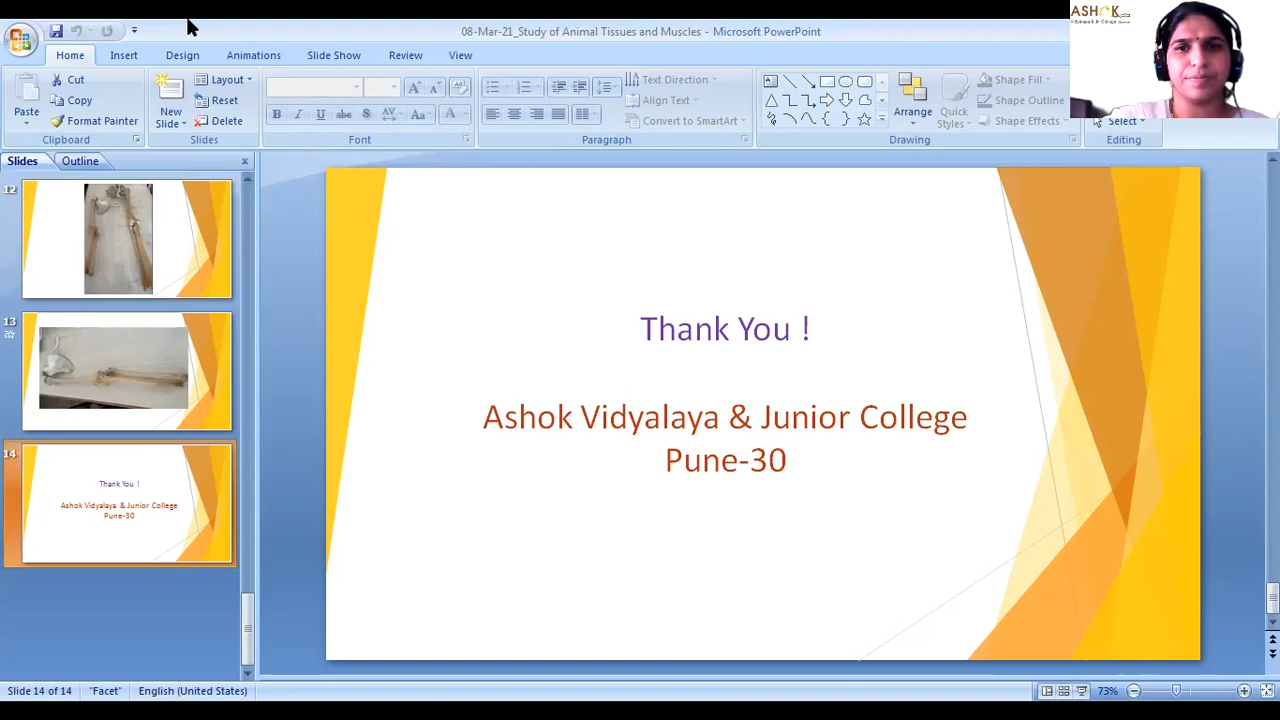 08-Mar-21_Study of Animal Tissues and Muscles - Microsoft PowerPoint
ASHOK
Home Insert Design Animations Slide Show Review View
Paste
Cut
Copy
Format Painter
Clipboard
New Slide
Layout
Reset
Delete
Slides
B I U abc AV Aa A
Font
Text Direction
Align Text
Convert to SmartArt
Paragraph
Arrange
Quick Styles
Shape Fill
Shape Outline
Shape Effects
Drawing
Select
Editing
Slides Outline
12
13
14
Thank You !
Ashok Vidyalaya & Junior College
Pune-30
Thank You !
Ashok Vidyalaya & Junior College
Pune-30
Slide 14 of 14 "Facet" English (United States)
73%